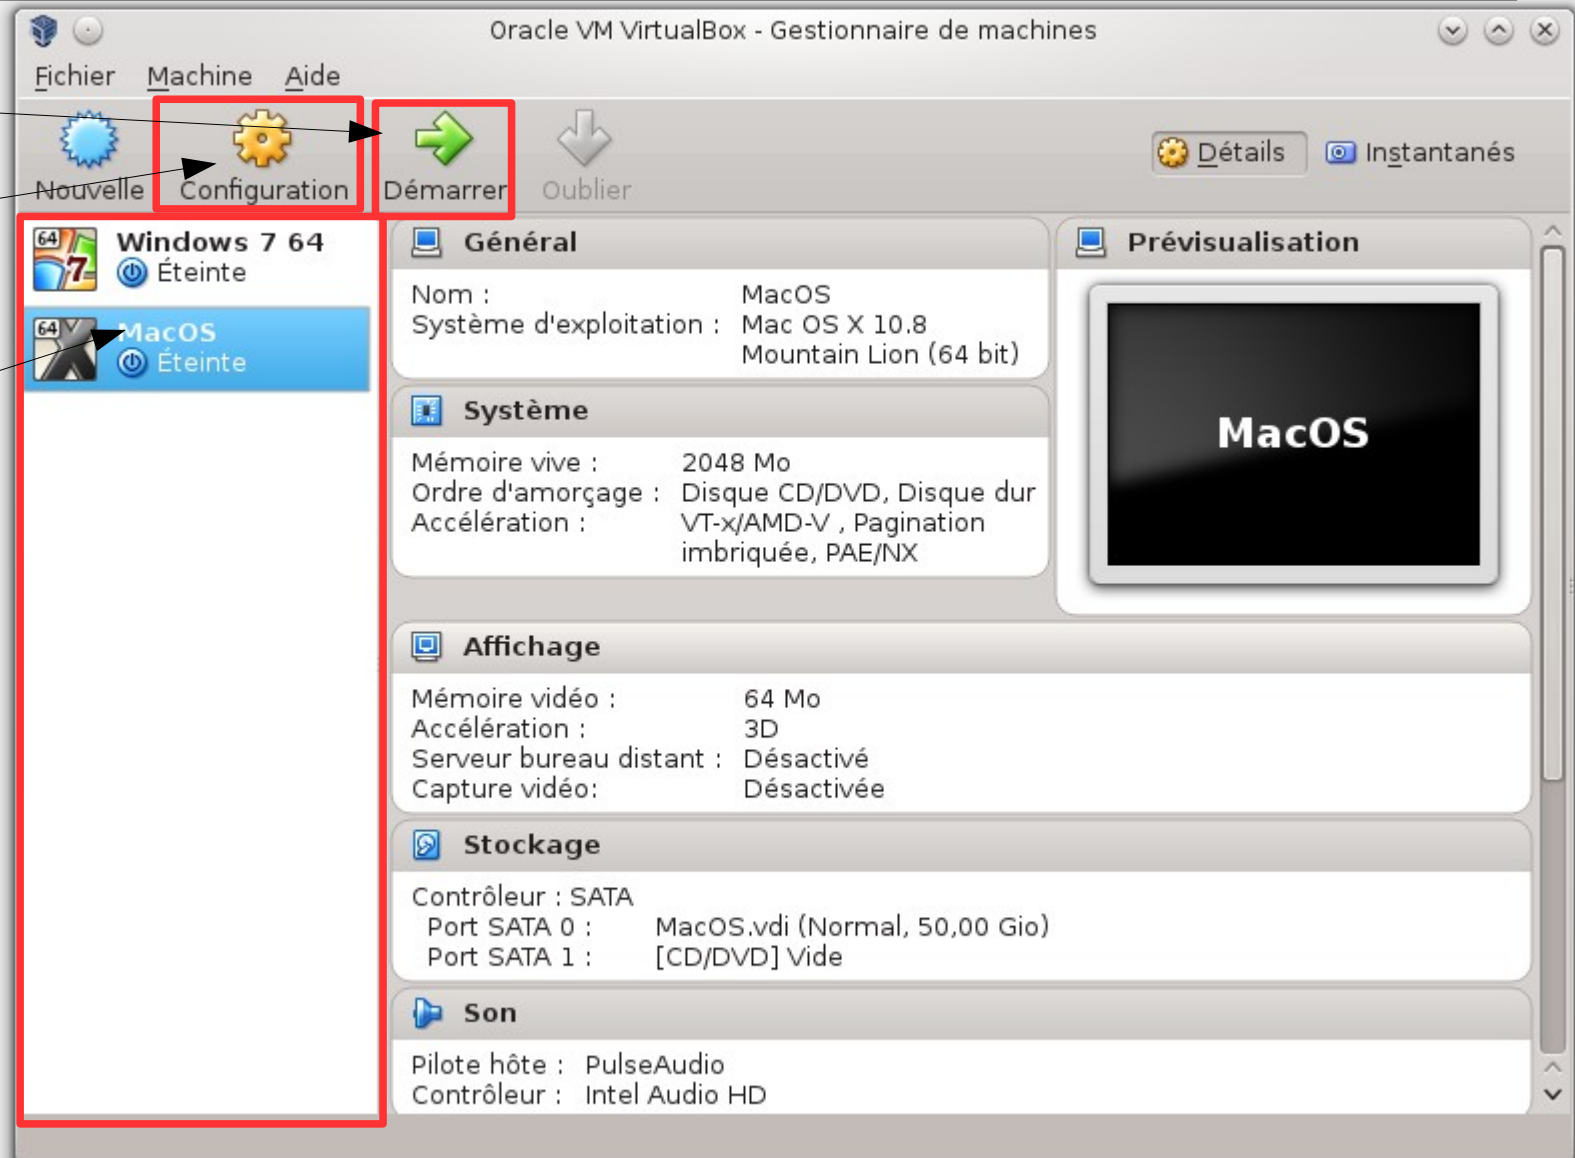 Oracle VM VirtualBox - Gestionnaire de machines
Fichier Machine Aide
Nouvelle Configuration Démarrer Oublier
Détails Instantanés
64 7 Windows 7 64
Éteinte
64 MacOS
Éteinte
Général
Nom : MacOS
Système d'exploitation : Mac OS X 10.8
Mountain Lion (64 bit)
Système
Mémoire vive : 2048 Mo
Ordre d'amorçage : Disque CD/DVD, Disque dur
Accélération : VT-x/AMD-V , Pagination
imbriquée, PAE/NX
Prévisualisation
MacOS
Affichage
Mémoire vidéo : 64 Mo
Accélération : 3D
Serveur bureau distant : Désactivé
Capture vidéo: Désactivée
Stockage
Contrôleur : SATA
Port SATA 0 : MacOS.vdi (Normal, 50,00 Gio)
Port SATA 1 : [CD/DVD] Vide
Son
Pilote hôte : PulseAudio
Contrôleur : Intel Audio HD